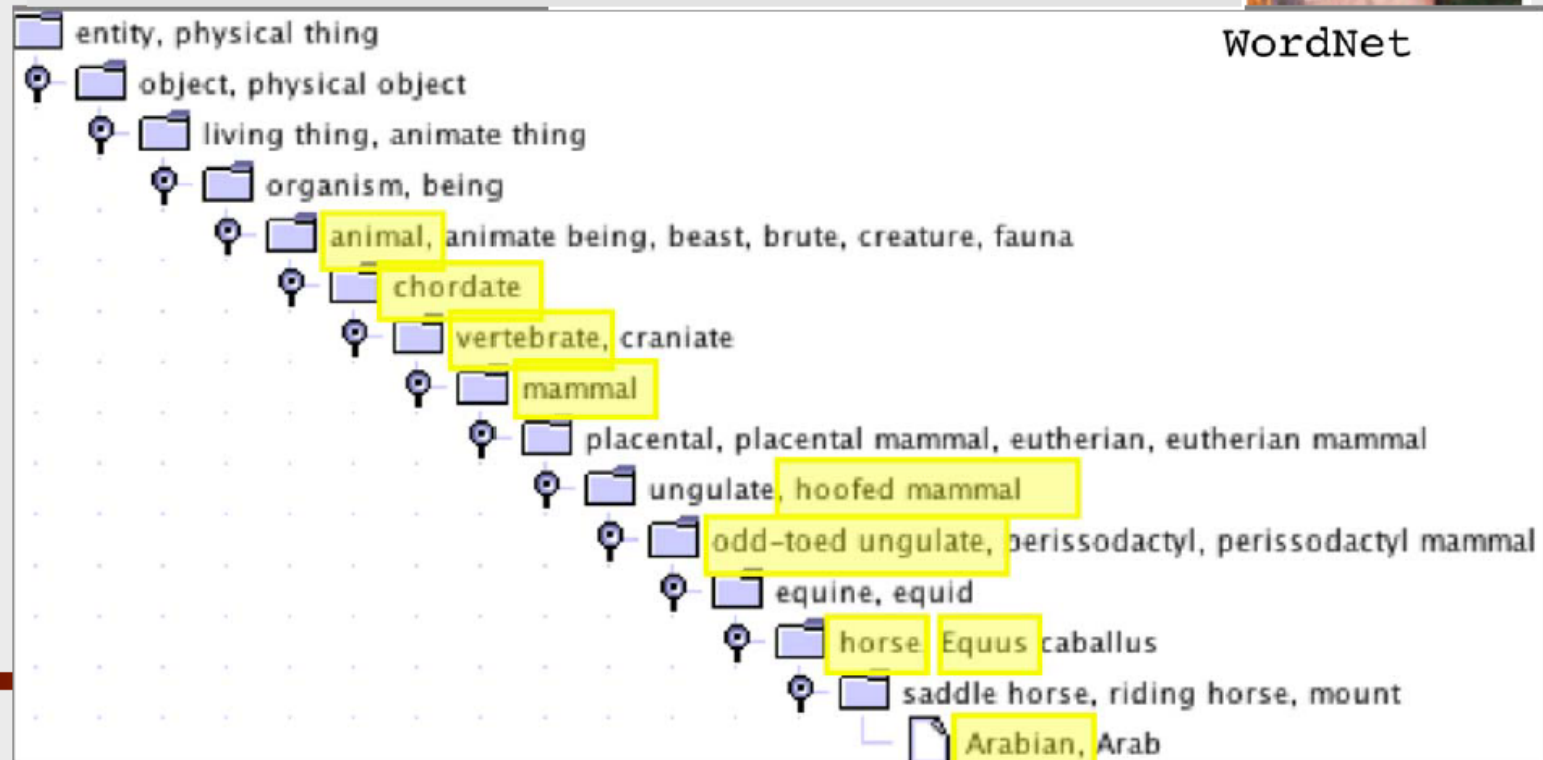 entity, physical thing
WordNet
object, physical object
living thing, animate thing
organism, being
animal, animate being, beast, brute, creature, fauna
chordate
vertebrate, craniate
mammal
placental, placental mammal, eutherian, eutherian mammal
ungulate, hoofed mammal
odd-toed ungulate, perissodactyl, perissodactyl mammal
equine, equid
horse Equus caballus
saddle horse, riding horse, mount
Arabian, Arab